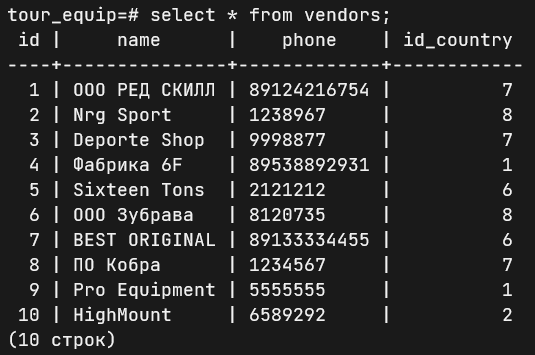 tour_equip=# select * from vendors;
 id |     name      |    phone    | id_country
----+---------------+-------------+------------
  1 | ООО РЕД СКИЛЛ | 89124216754 |          7
  2 | Nrg Sport     | 1238967     |          8
  3 | Deporte Shop  | 9998877     |          7
  4 | Фабрика 6F    | 89538892931 |          1
  5 | Sixteen Tons  | 2121212     |          6
  6 | ООО Зубрава   | 8120735     |          8
  7 | BEST ORIGINAL | 89133334455 |          6
  8 | ПО Кобра      | 1234567     |          7
  9 | Pro Equipment | 5555555     |          1
 10 | HighMount     | 6589292     |          2
(10 строк)